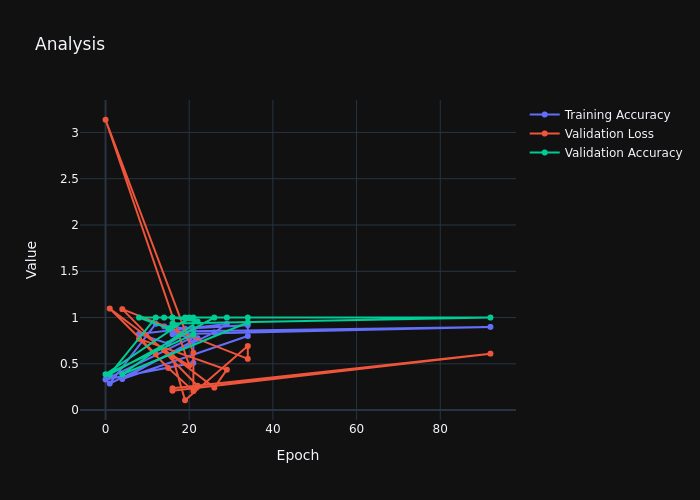 Analysis
Training Accuracy
Validation Loss
Validation Accuracy
Value
3
2.5
2
1.5
1
0.5
0
0 20 40 60 80
Epoch